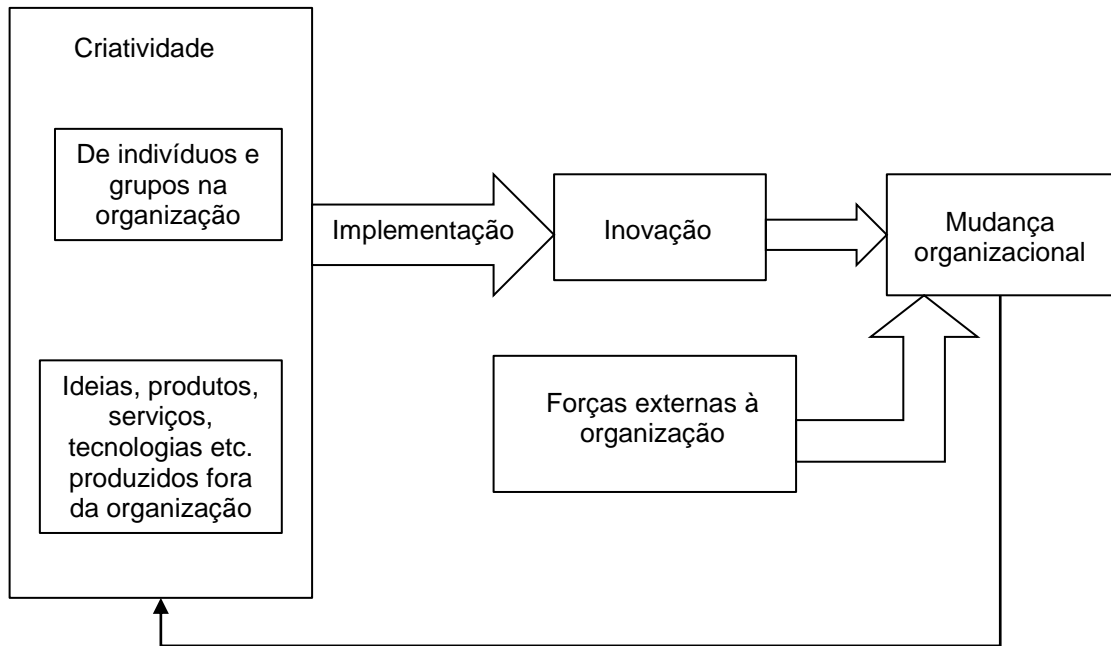 Criatividade
De indivíduos e
grupos na
organização
Ideias, produtos,
serviços,
tecnologias etc.
produzidos fora
da organização
Implementação
Inovação
Mudança
organizacional
Forças externas à
organização